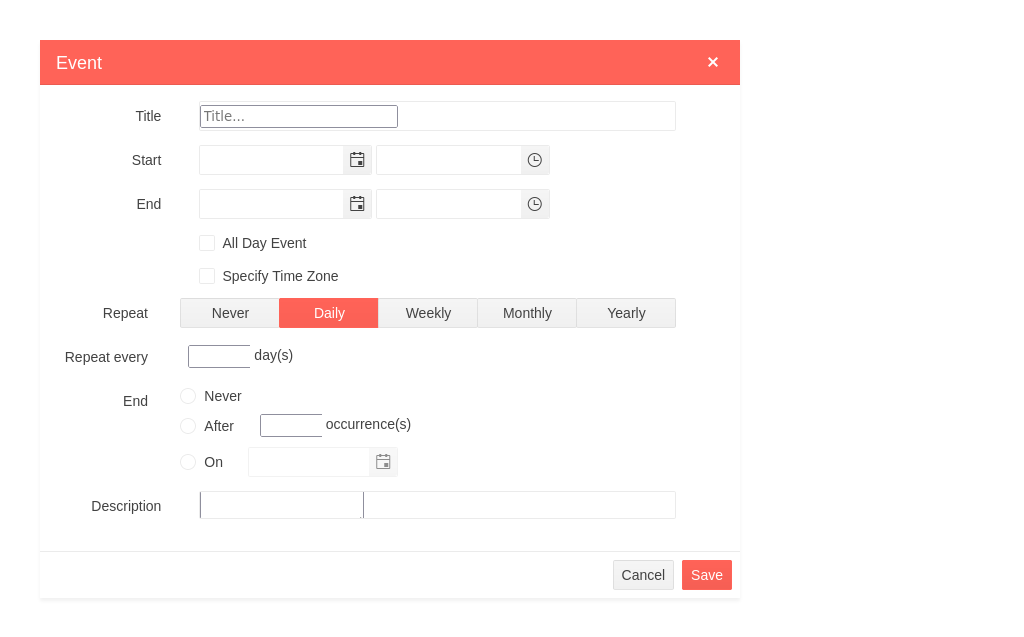 Event
Title Title...
Start
End
All Day Event
Specify Time Zone
Repeat Never Daily Weekly Monthly Yearly
Repeat every day(s)
End Never
After occurrence(s)
On
Description
Cancel Save